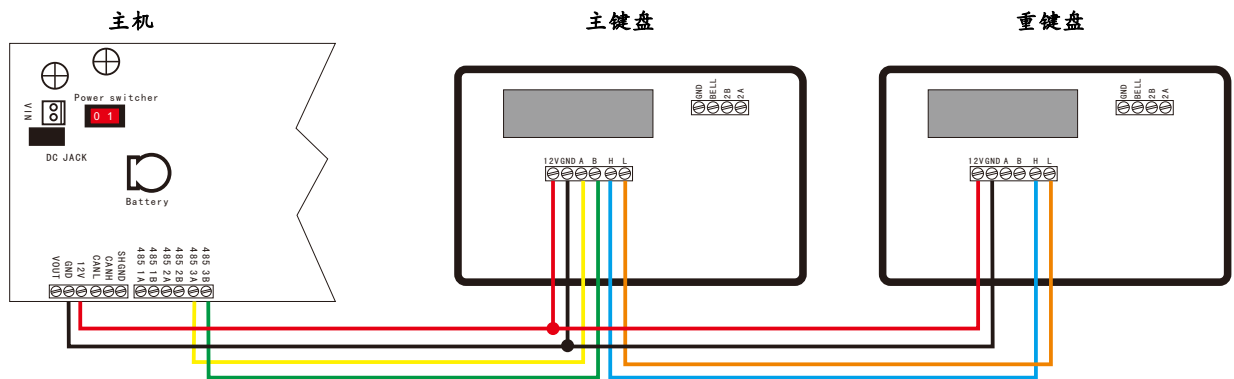 主机
主键盘
重键盘
Power switcher
VIN
0 1
DC JACK
Battery
VOUT
GND
12V
CANL
CANH
SHGND
485 1A
485 1B
485 2A
485 2B
485 3A
485 3B
GND
BELL
2B
2A
12V GND A B H L
GND
BELL
2B
2A
12V GND A B H L